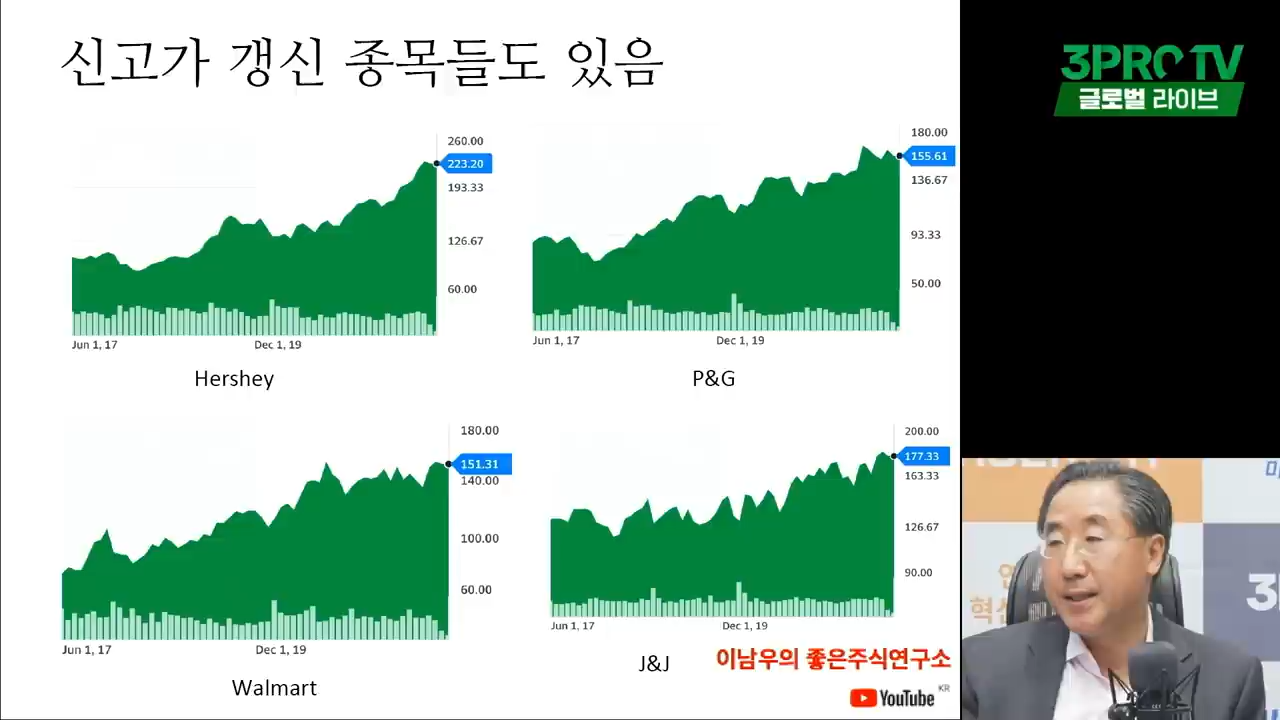 신고가 갱신 종목들도 있음
3PRO TV
글로벌 라이브
260.00
223.20
193.33
126.67
60.00
Jun 1, 17
Dec 1, 19
Hershey
180.00
155.61
136.67
93.33
50.00
Jun 1, 17
Dec 1, 19
P&G
180.00
151.31
140.00
100.00
60.00
Jun 1, 17
Dec 1, 19
Walmart
200.00
177.33
163.33
126.67
90.00
Jun 1, 17
Dec 1, 19
J&J
이남우의 좋은주식연구소
YouTube KR